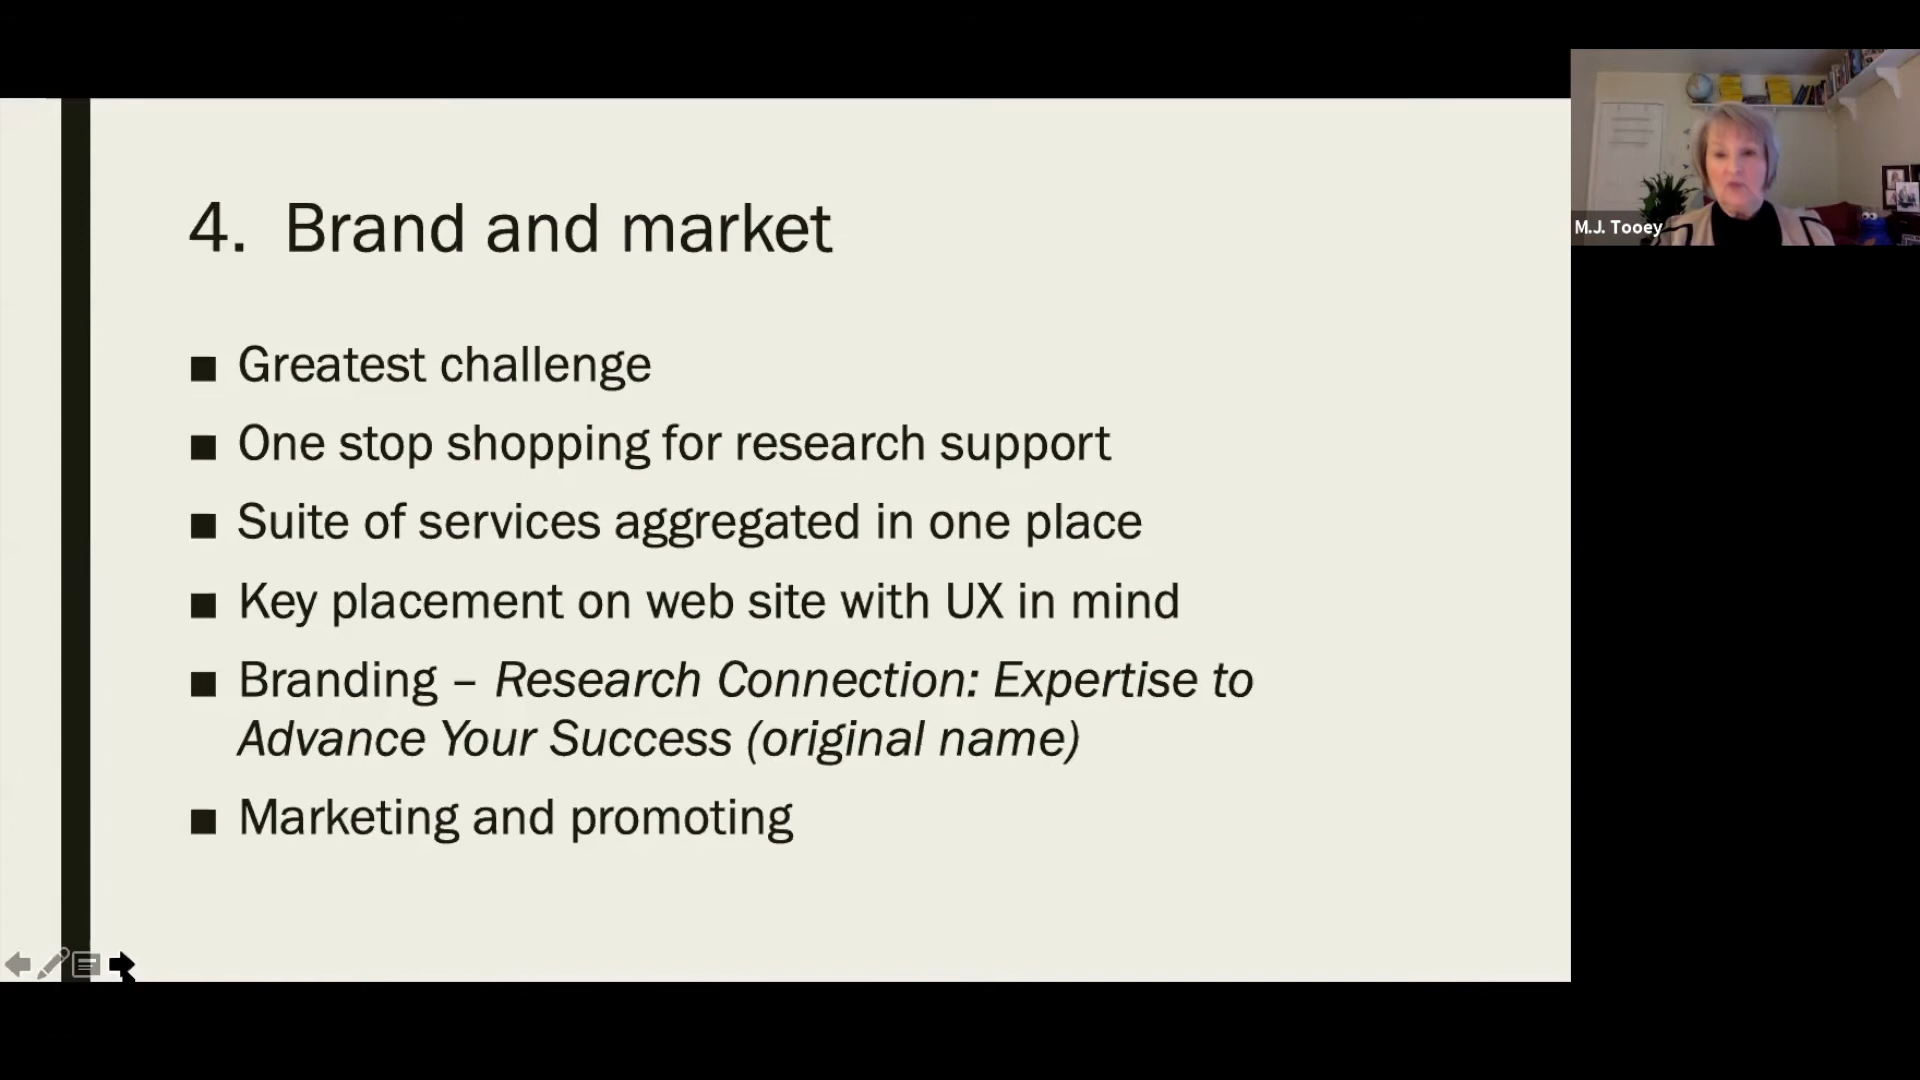 4. Brand and market
■ Greatest challenge
■ One stop shopping for research support
■ Suite of services aggregated in one place
■ Key placement on web site with UX in mind
■ Branding – Research Connection: Expertise to
Advance Your Success (original name)
■ Marketing and promoting
M.J. Tooey